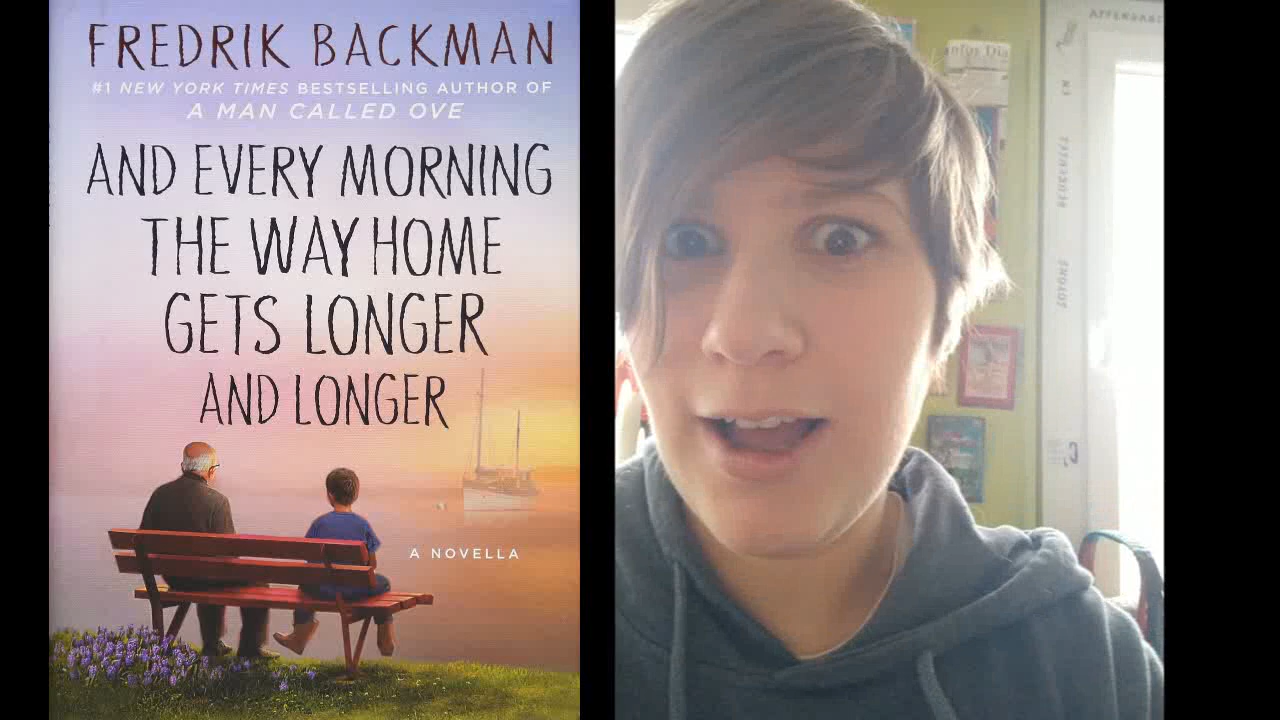 FREDRIK BACKMAN
#1 NEW YORK TIMES BESTSELLING AUTHOR OF
A MAN CALLED OVE
AND EVERY MORNING
THE WAY HOME
GETS LONGER
AND LONGER
A NOVELLA